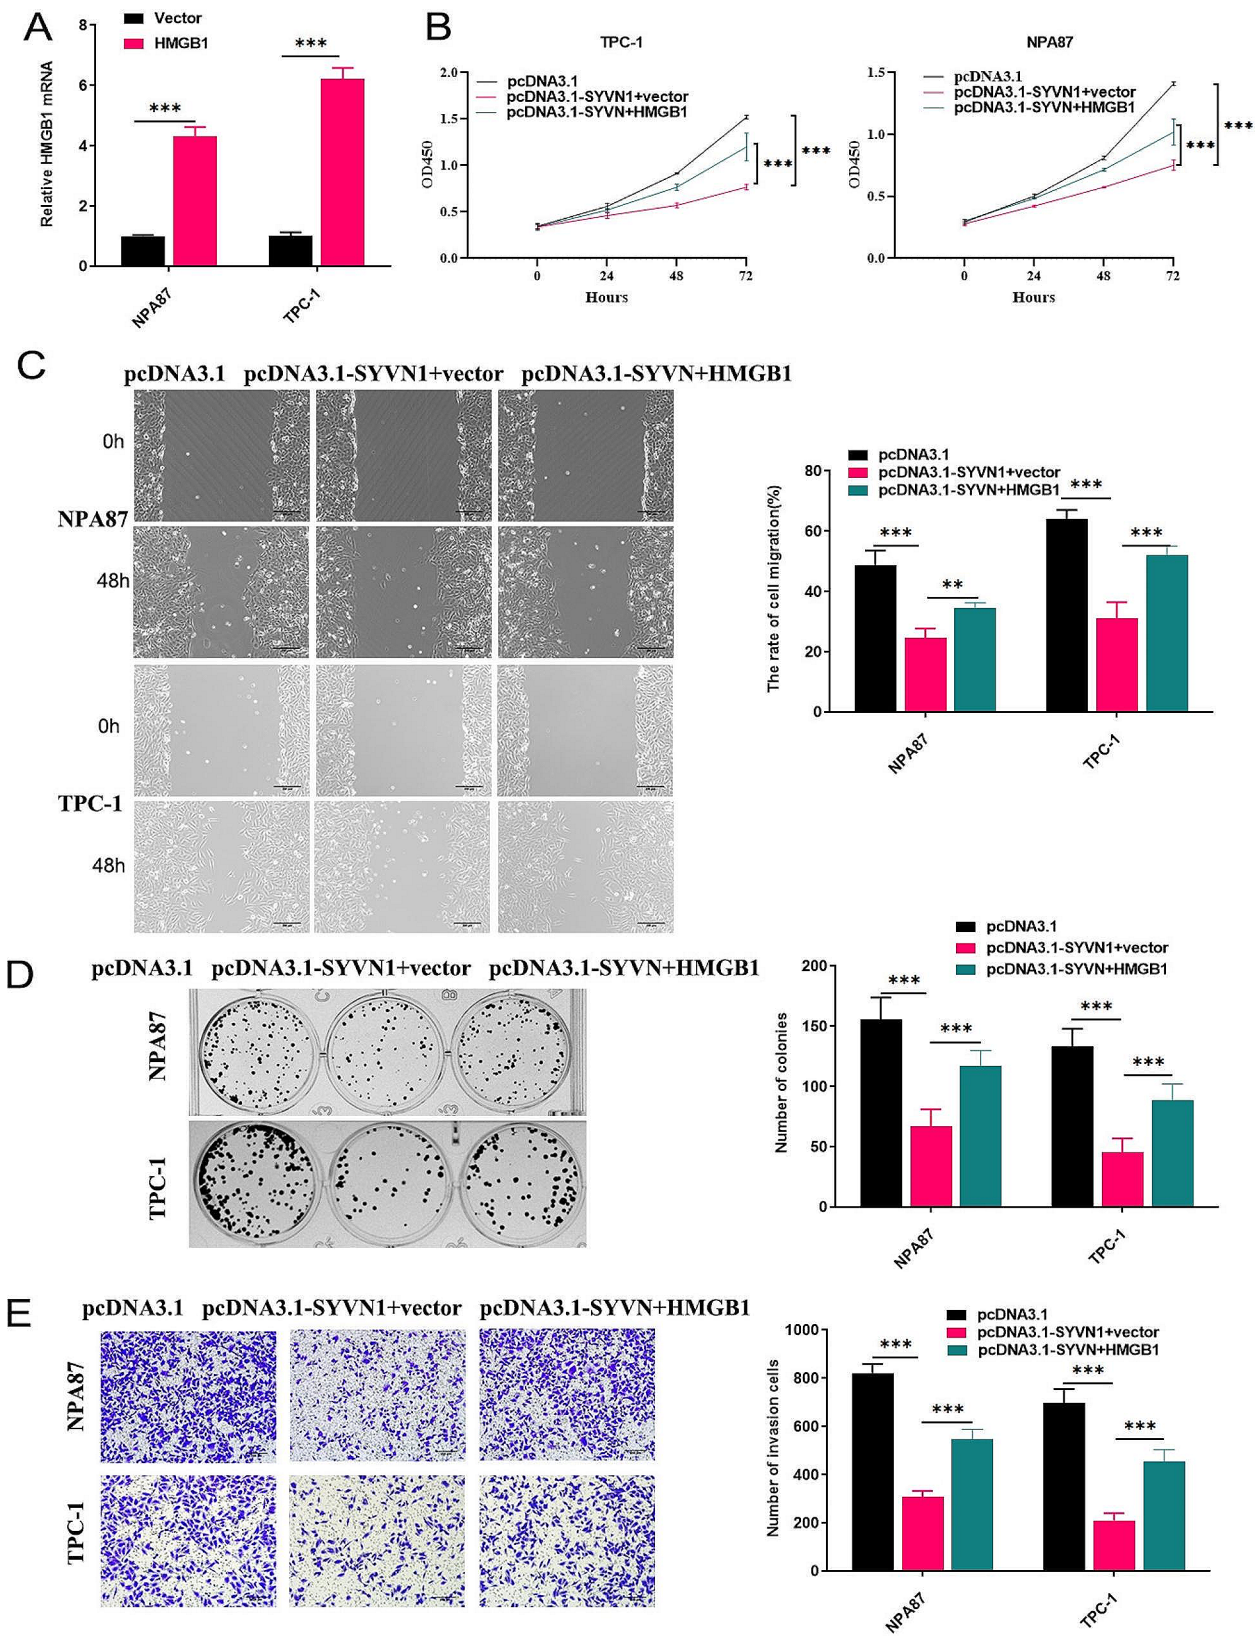 A
Vector
HMGB1
Relative HMGB1 mRNA
8
6
4
2
0
***
***
NPA87
TPC-1
B
TPC-1
pcDNA3.1
pcDNA3.1-SYVN1+vector
pcDNA3.1-SYVN+HMGB1
OD450
2.0
1.5
1.0
0.5
0.0
0 24 48 72
Hours
***
***
NPA87
pcDNA3.1
pcDNA3.1-SYVN1+vector
pcDNA3.1-SYVN+HMGB1
OD450
1.5
1.0
0.5
0.0
0 24 48 72
Hours
***
***
C
pcDNA3.1 pcDNA3.1-SYVN1+vector pcDNA3.1-SYVN+HMGB1
0h
NPA87
48h
0h
TPC-1
48h
pcDNA3.1
pcDNA3.1-SYVN1+vector
pcDNA3.1-SYVN+HMGB1
The rate of cell migration(%)
80
60
40
20
0
***
**
***
***
NPA87
TPC-1
D
pcDNA3.1 pcDNA3.1-SYVN1+vector pcDNA3.1-SYVN+HMGB1
NPA87
TPC-1
pcDNA3.1
pcDNA3.1-SYVN1+vector
pcDNA3.1-SYVN+HMGB1
Number of colonies
200
150
100
50
0
***
***
***
***
NPA87
TPC-1
E
pcDNA3.1 pcDNA3.1-SYVN1+vector pcDNA3.1-SYVN+HMGB1
NPA87
TPC-1
pcDNA3.1
pcDNA3.1-SYVN1+vector
pcDNA3.1-SYVN+HMGB1
Number of invasion cells
1000
800
600
400
200
0
***
***
***
***
NPA87
TPC-1